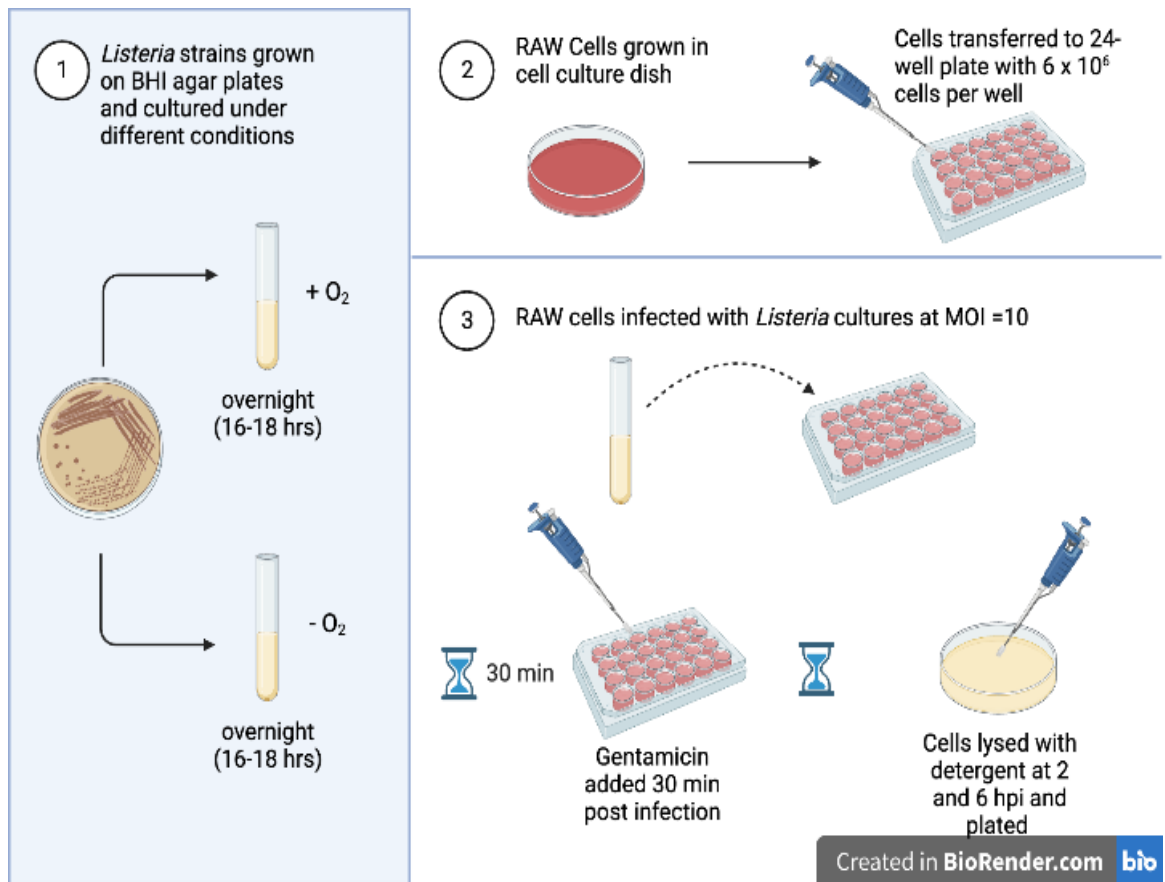 1
Listeria strains grown
on BHI agar plates
and cultured under
different conditions
+ O₂
overnight
(16-18 hrs)
- O₂
overnight
(16-18 hrs)
2
RAW Cells grown in
cell culture dish
Cells transferred to 24-
well plate with 6 x 10⁶
cells per well
3
RAW cells infected with Listeria cultures at MOI =10
30 min
Gentamicin
added 30 min
post infection
Cells lysed with
detergent at 2
and 6 hpi and
plated
Created in BioRender.com bio